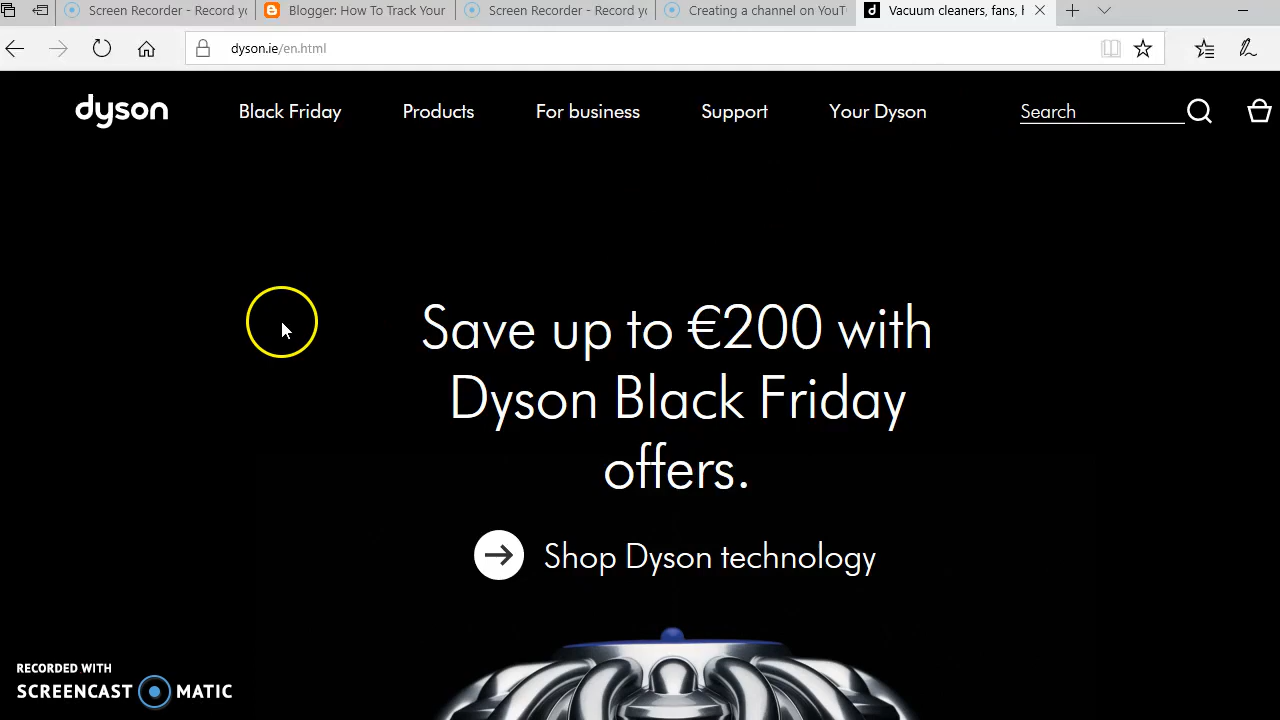 Screen Recorder - Record yo
Blogger: How To Track Your
Screen Recorder - Record yo
Creating a channel on YouT
Vacuum cleaners, fans, h
dyson.ie/en.html
dyson
Black Friday
Products
For business
Support
Your Dyson
Search
Save up to €200 with
Dyson Black Friday
offers.
Shop Dyson technology
RECORDED WITH
SCREENCAST MATIC